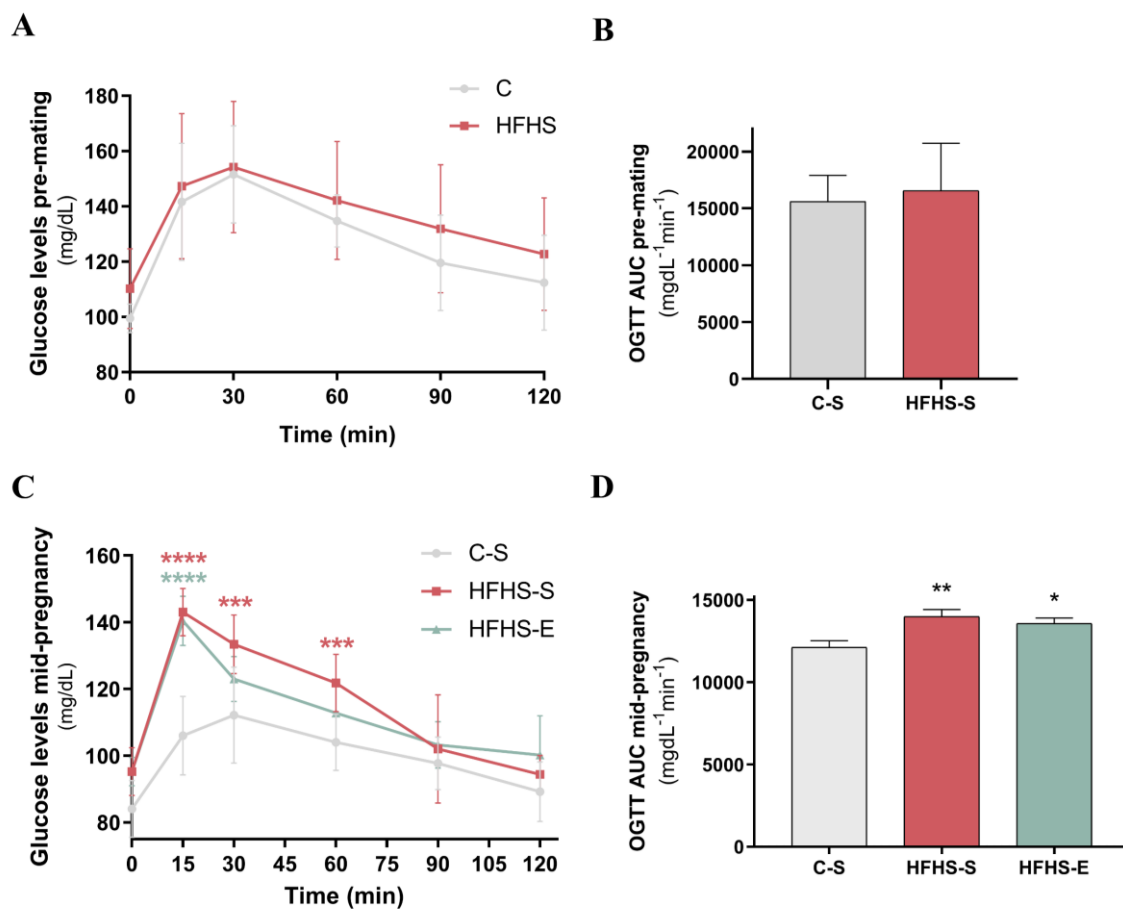 A
Glucose levels pre-mating
(mg/dL)
180
160
140
120
100
80
0
30
60
90
120
Time (min)
C
HFHS
B
OGTT AUC pre-mating
(mgdL⁻¹min⁻¹)
20000
15000
10000
5000
0
C-S
HFHS-S
C
Glucose levels mid-pregnancy
(mg/dL)
160
140
120
100
80
0
15
30
45
60
75
90
105
120
Time (min)
****
****
***
***
C-S
HFHS-S
HFHS-E
D
OGTT AUC mid-pregnancy
(mgdL⁻¹min⁻¹)
15000
10000
5000
0
**
*
C-S
HFHS-S
HFHS-E